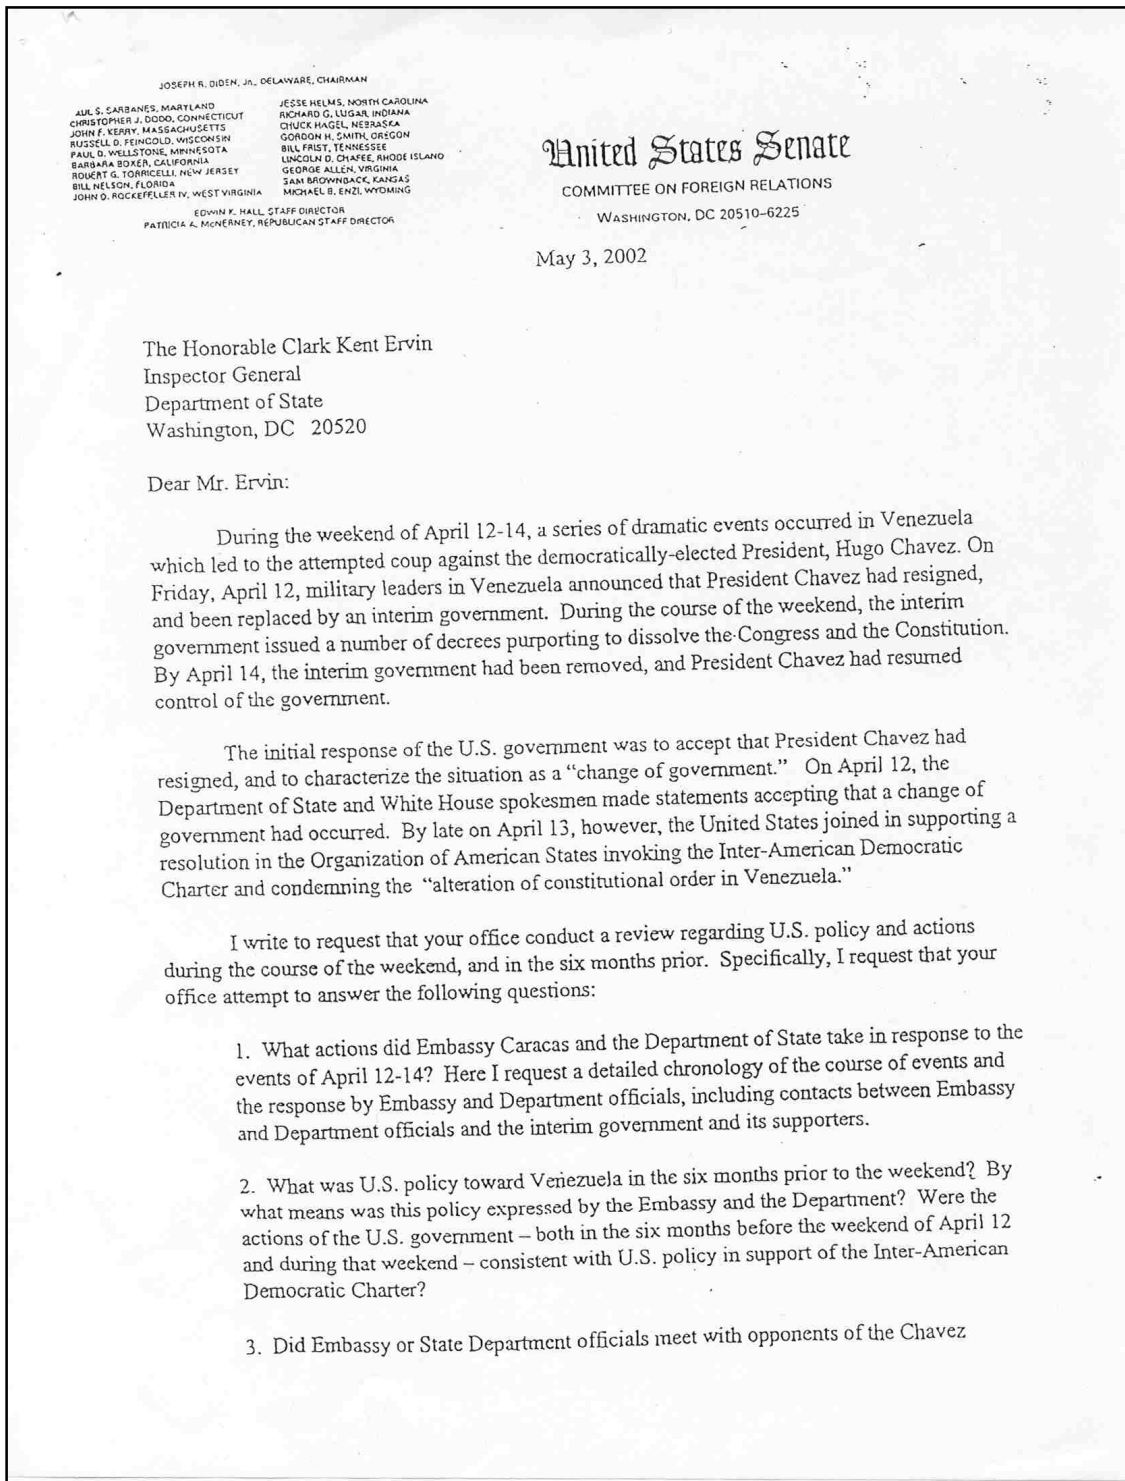 JOSEPH R. BIDEN, JR., DELAWARE, CHAIRMAN
AUL S. SARBANES, MARYLAND
CHRISTOPHER J. DODD, CONNECTICUT
JOHN F. KERRY, MASSACHUSETTS
RUSSELL D. FEINGOLD, WISCONSIN
PAUL D. WELLSTONE, MINNESOTA
BARBARA BOXER, CALIFORNIA
ROBERT G. TORRICELLI, NEW JERSEY
BILL NELSON, FLORIDA
JOHN D. ROCKEFELLER IV, WEST VIRGINIA
JESSE HELMS, NORTH CAROLINA
RICHARD G. LUGAR, INDIANA
CHUCK HAGEL, NEBRASKA
GORDON H. SMITH, OREGON
BILL FRIST, TENNESSEE
LINCOLN D. CHAFEE, RHODE ISLAND
GEORGE ALLEN, VIRGINIA
SAM BROWNBACK, KANSAS
MICHAEL B. ENZI, WYOMING
EDWIN K. HALL, STAFF DIRECTOR
PATRICIA A. McNERNEY, REPUBLICAN STAFF DIRECTOR
United States Senate
COMMITTEE ON FOREIGN RELATIONS
WASHINGTON, DC 20510-6225
May 3, 2002
The Honorable Clark Kent Ervin
Inspector General
Department of State
Washington, DC 20520
Dear Mr. Ervin:
During the weekend of April 12-14, a series of dramatic events occurred in Venezuela
which led to the attempted coup against the democratically-elected President, Hugo Chavez. On
Friday, April 12, military leaders in Venezuela announced that President Chavez had resigned,
and been replaced by an interim government. During the course of the weekend, the interim
government issued a number of decrees purporting to dissolve the Congress and the Constitution.
By April 14, the interim government had been removed, and President Chavez had resumed
control of the government.
The initial response of the U.S. government was to accept that President Chavez had
resigned, and to characterize the situation as a “change of government.” On April 12, the
Department of State and White House spokesmen made statements accepting that a change of
government had occurred. By late on April 13, however, the United States joined in supporting a
resolution in the Organization of American States invoking the Inter-American Democratic
Charter and condemning the “alteration of constitutional order in Venezuela.”
I write to request that your office conduct a review regarding U.S. policy and actions
during the course of the weekend, and in the six months prior. Specifically, I request that your
office attempt to answer the following questions:
1. What actions did Embassy Caracas and the Department of State take in response to the
events of April 12-14? Here I request a detailed chronology of the course of events and
the response by Embassy and Department officials, including contacts between Embassy
and Department officials and the interim government and its supporters.
2. What was U.S. policy toward Venezuela in the six months prior to the weekend? By
what means was this policy expressed by the Embassy and the Department? Were the
actions of the U.S. government – both in the six months before the weekend of April 12
and during that weekend – consistent with U.S. policy in support of the Inter-American
Democratic Charter?
3. Did Embassy or State Department officials meet with opponents of the Chavez